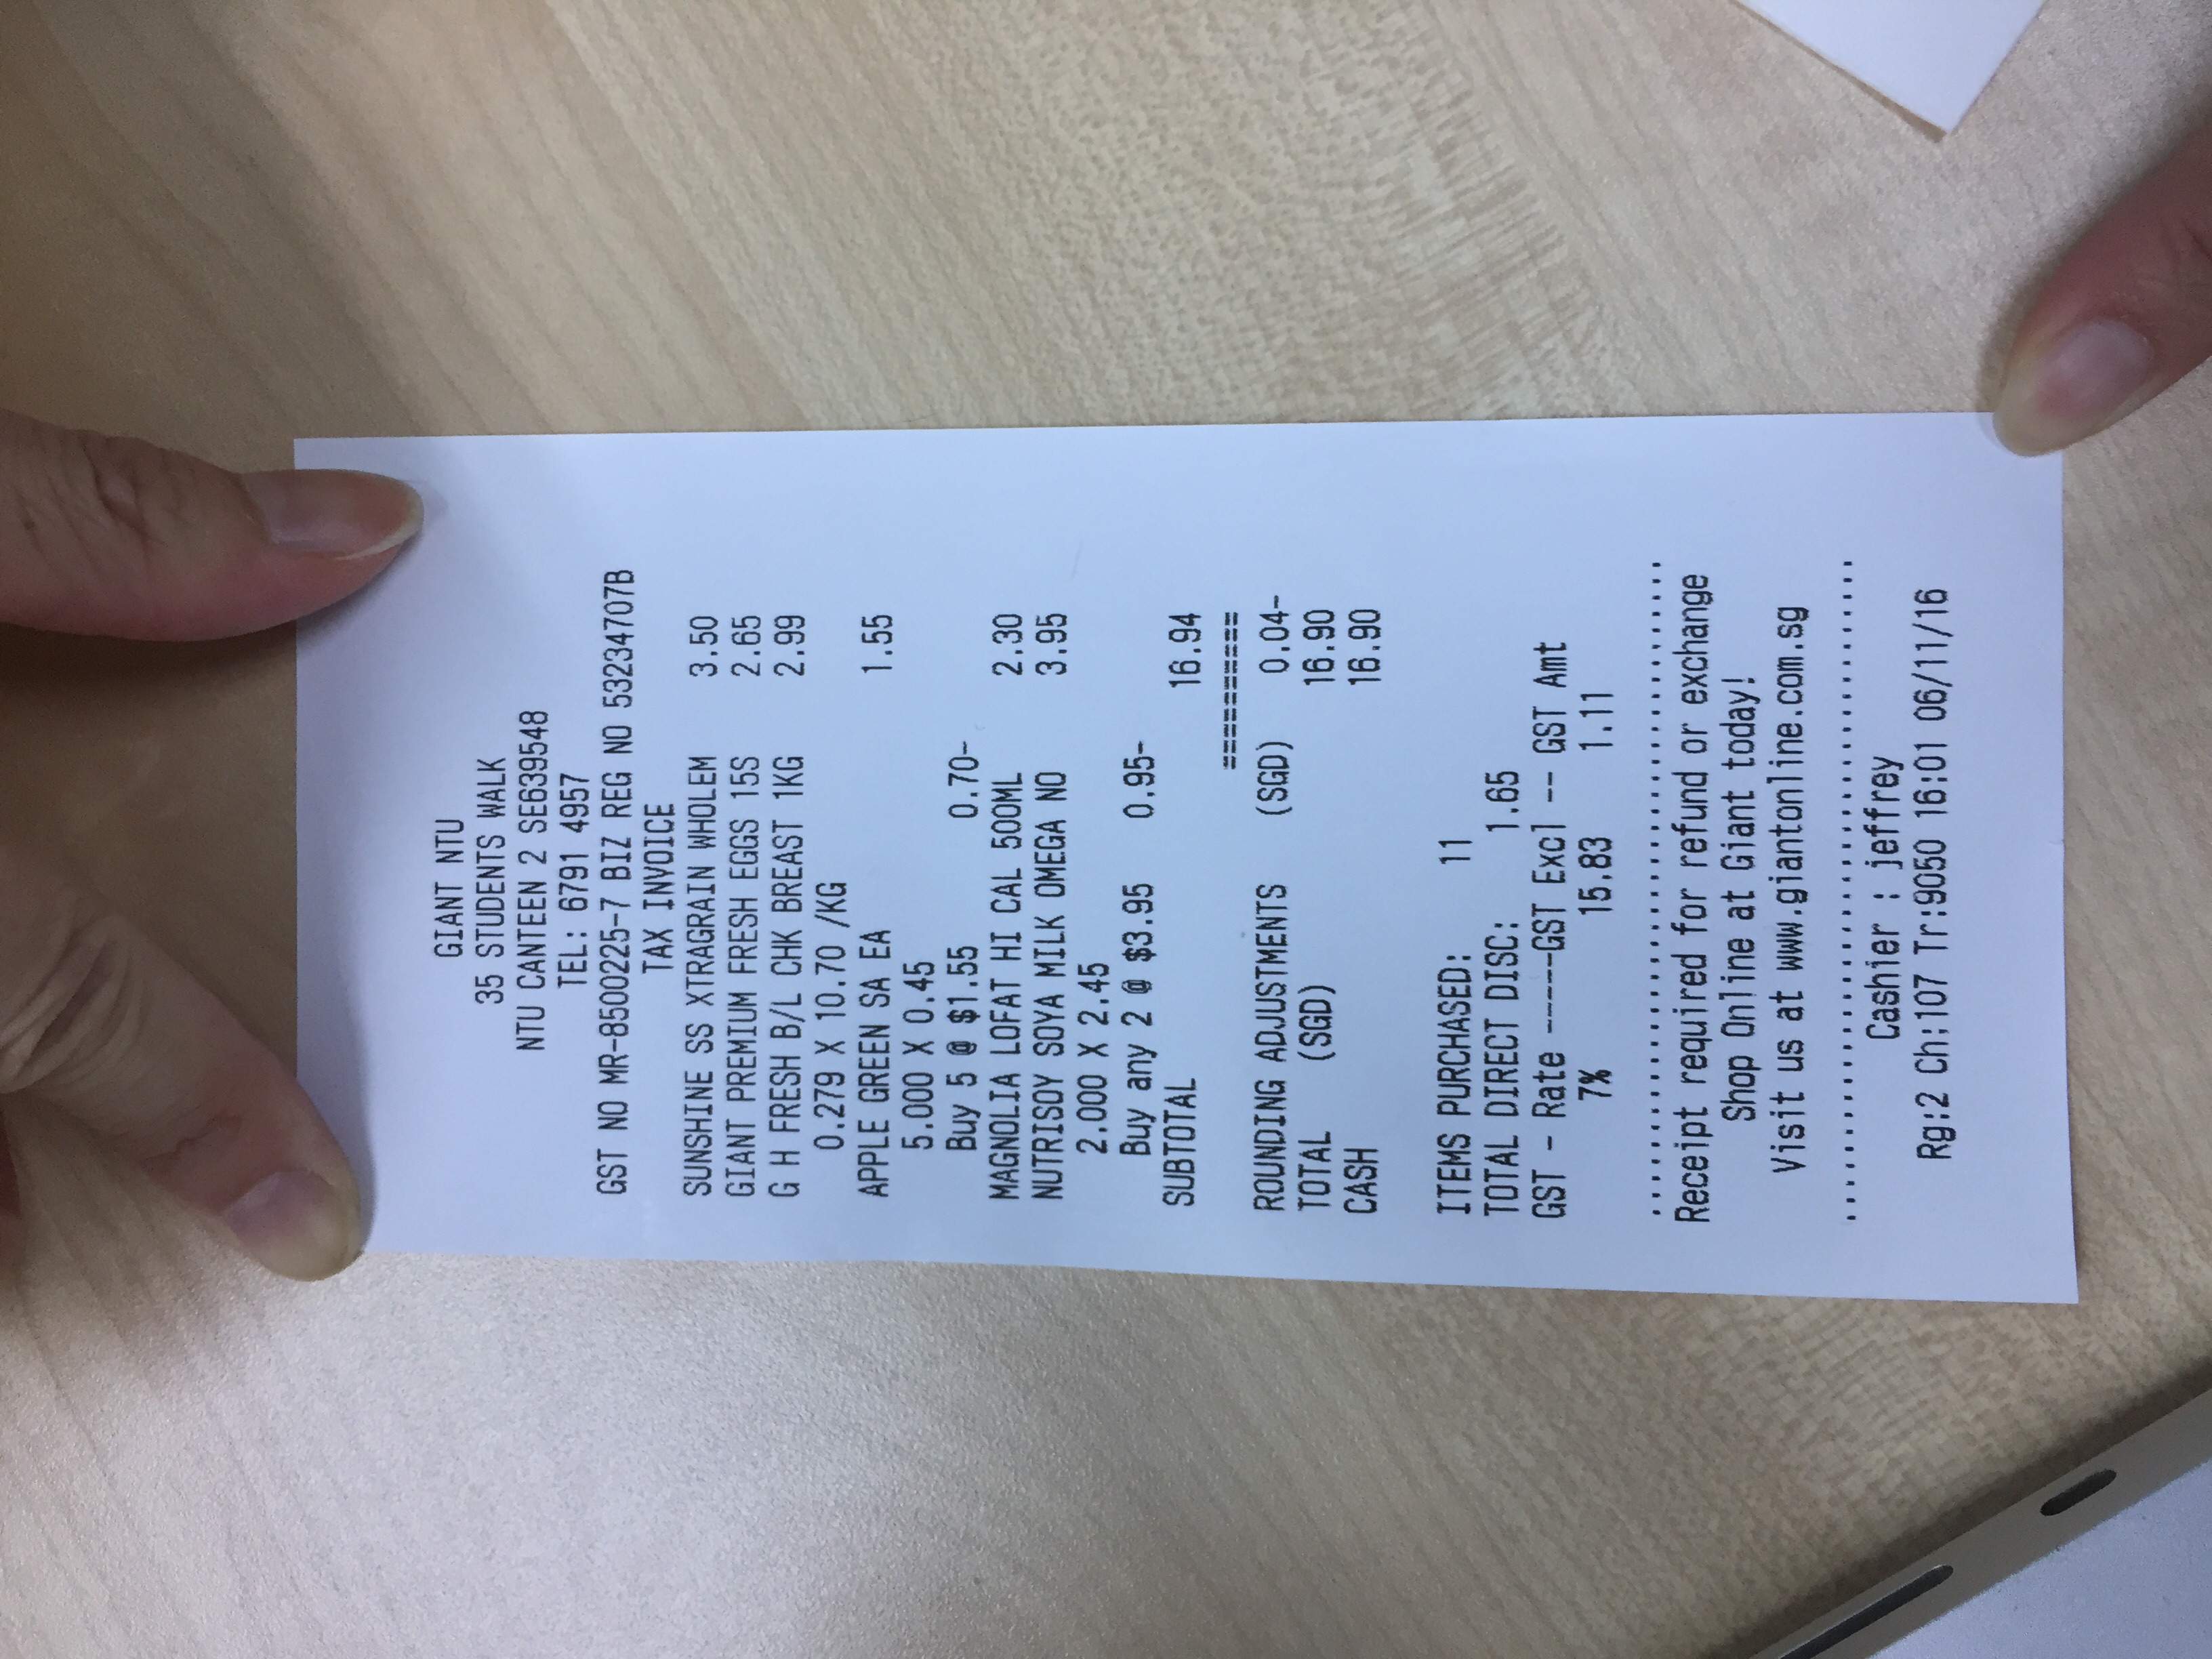 GIANT NTU
35 STUDENTS WALK
NTU CANTEEN 2 SE639548
TEL: 6791 4957
GST NO MR-8500225-7 BIZ REG NO 53234707B
TAX INVOICE
SUNSHINE SS XTRAGRAIN WHOLEM 3.50
GIANT PREMIUM FRESH EGGS 15S 2.65
G H FRESH B/L CHK BREAST 1KG 2.99
0.279 X 10.70 /KG
APPLE GREEN SA EA 1.55
5.000 X 0.45
Buy 5 @ $1.55 0.70-
MAGNOLIA LOFAT HI CAL 500ML 2.30
NUTRISOY SOYA MILK OMEGA NO 3.95
2.000 X 2.45
Buy any 2 @ $3.95 0.95-
SUBTOTAL 16.94
==========
ROUNDING ADJUSTMENTS (SGD) 0.04-
TOTAL (SGD) 16.90
CASH 16.90
ITEMS PURCHASED: 11
TOTAL DIRECT DISC: 1.65
GST - Rate -----GST Excl -- GST Amt
7% 15.83 1.11
........................................
Receipt required for refund or exchange
Shop Online at Giant today!
Visit us at www.giantonline.com.sg
........................................
Cashier : jeffrey
Rg:2 Ch:107 Tr:9050 16:01 06/11/16